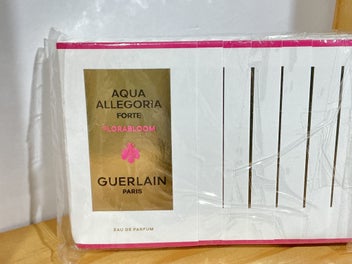 AQUA
ALLEGORIA
FORTE
FLORABLOOM
GUERLAIN
PARIS
EAU DE PARFUM